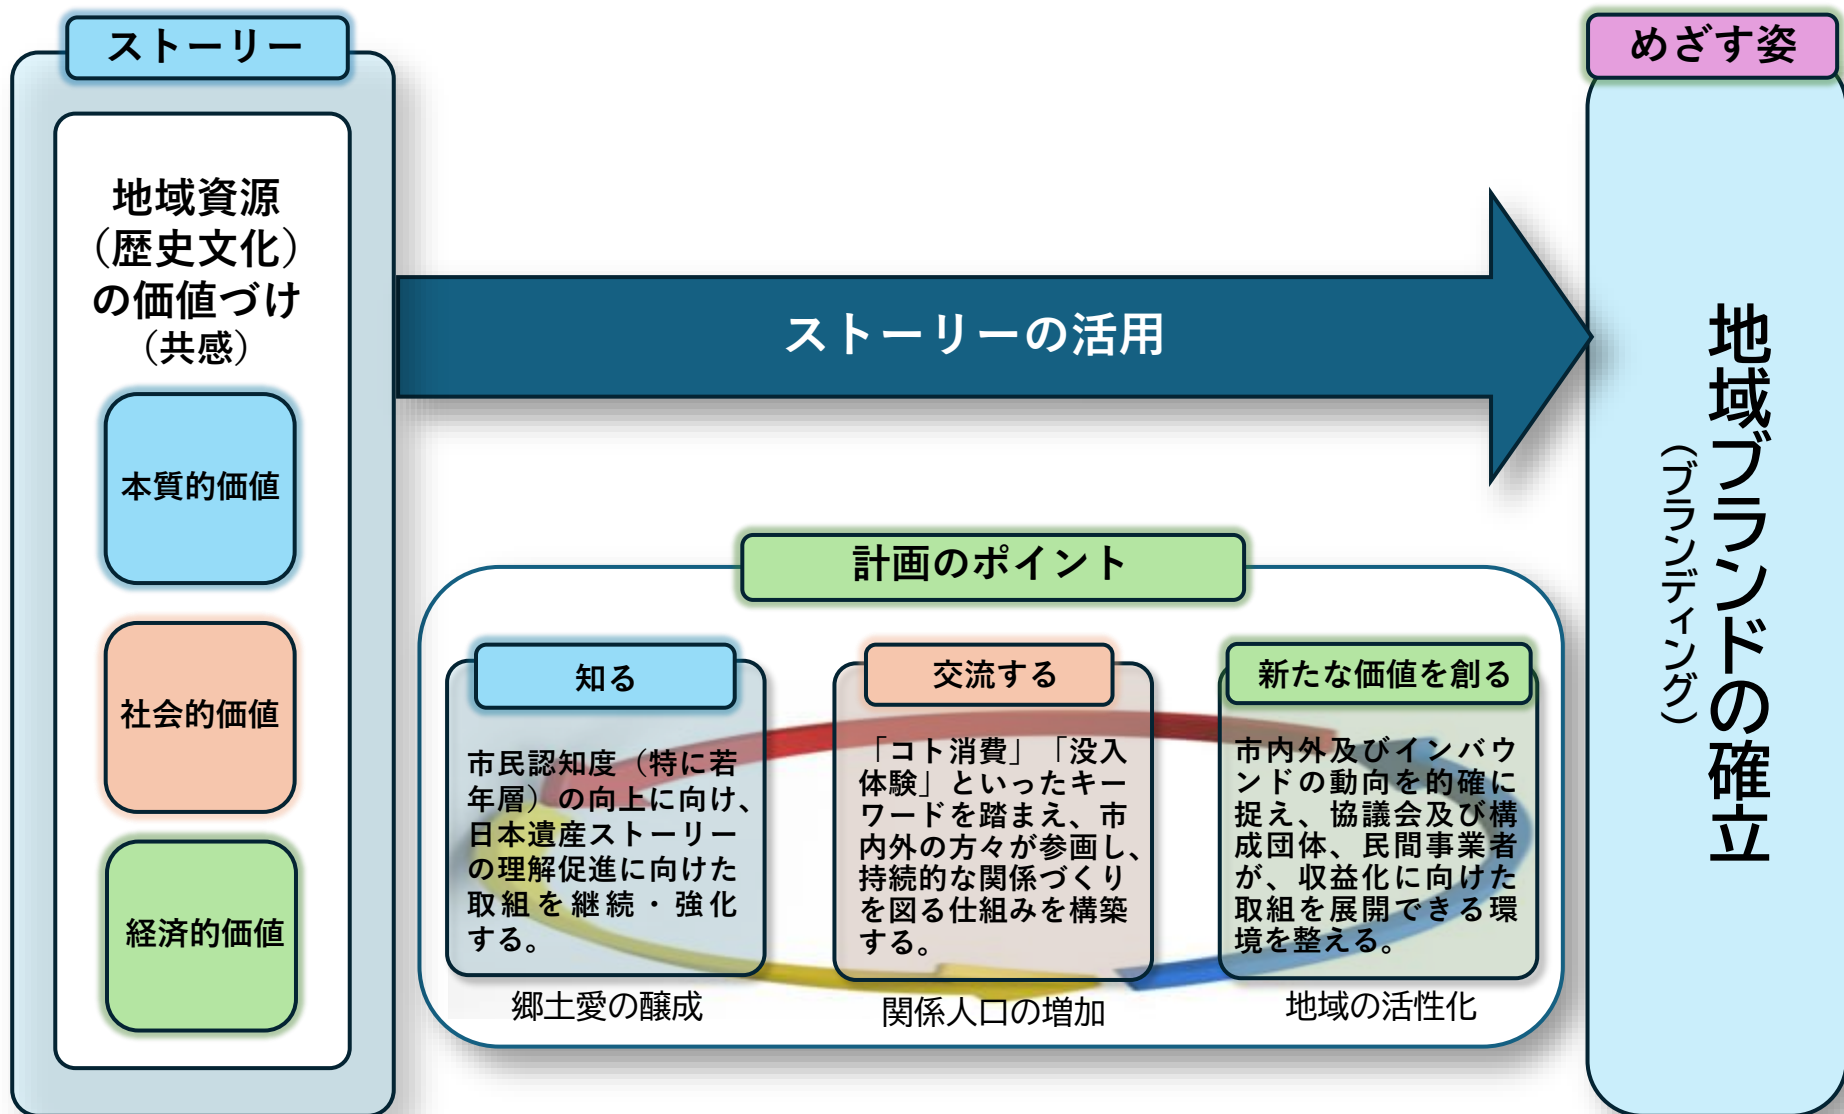 ストーリー
地域資源
（歴史文化）
の価値づけ
（共感）
本質的価値
社会的価値
経済的価値
ストーリーの活用
計画のポイント
知る
市民認知度（特に若
年層）の向上に向け、
日本遺産ストーリー
の理解促進に向けた
取組を継続・強化
する。
郷土愛の醸成
交流する
「コト消費」「没入
体験」といったキー
ワードを踏まえ、市
内外の方々が参画し、
持続的な関係づくり
を図る仕組みを構築
する。
関係人口の増加
新たな価値を創る
市内外及びインバウ
ンドの動向を的確に
捉え、協議会及び構
成団体、民間事業者
が、収益化に向けた
取組を展開できる環
境を整える。
地域の活性化
めざす姿
地域ブランドの確立
（ブランディング）